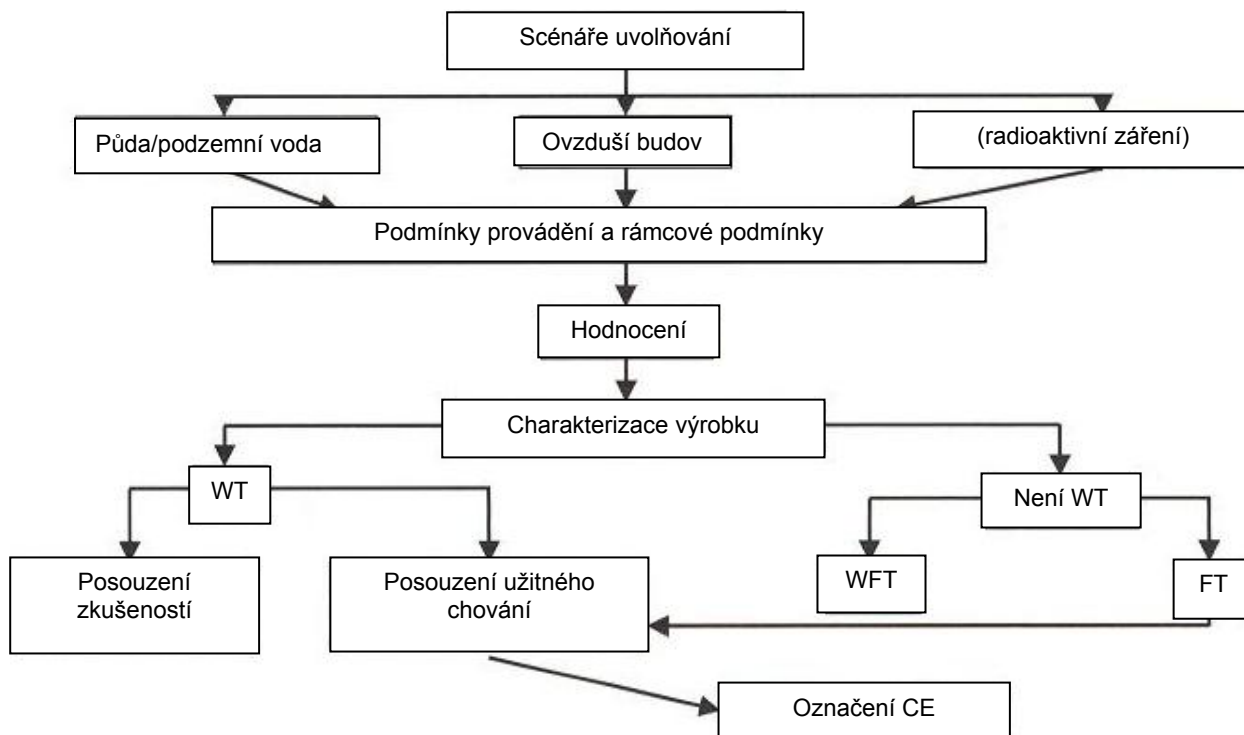 Scénáře uvolňování
Půda/podzemní voda
Ovzduší budov
(radioaktivní záření)
Podmínky provádění a rámcové podmínky
Hodnocení
Charakterizace výrobku
WT
Není WT
Posouzení
zkušeností
Posouzení užitného
chování
WFT
FT
Označení CE